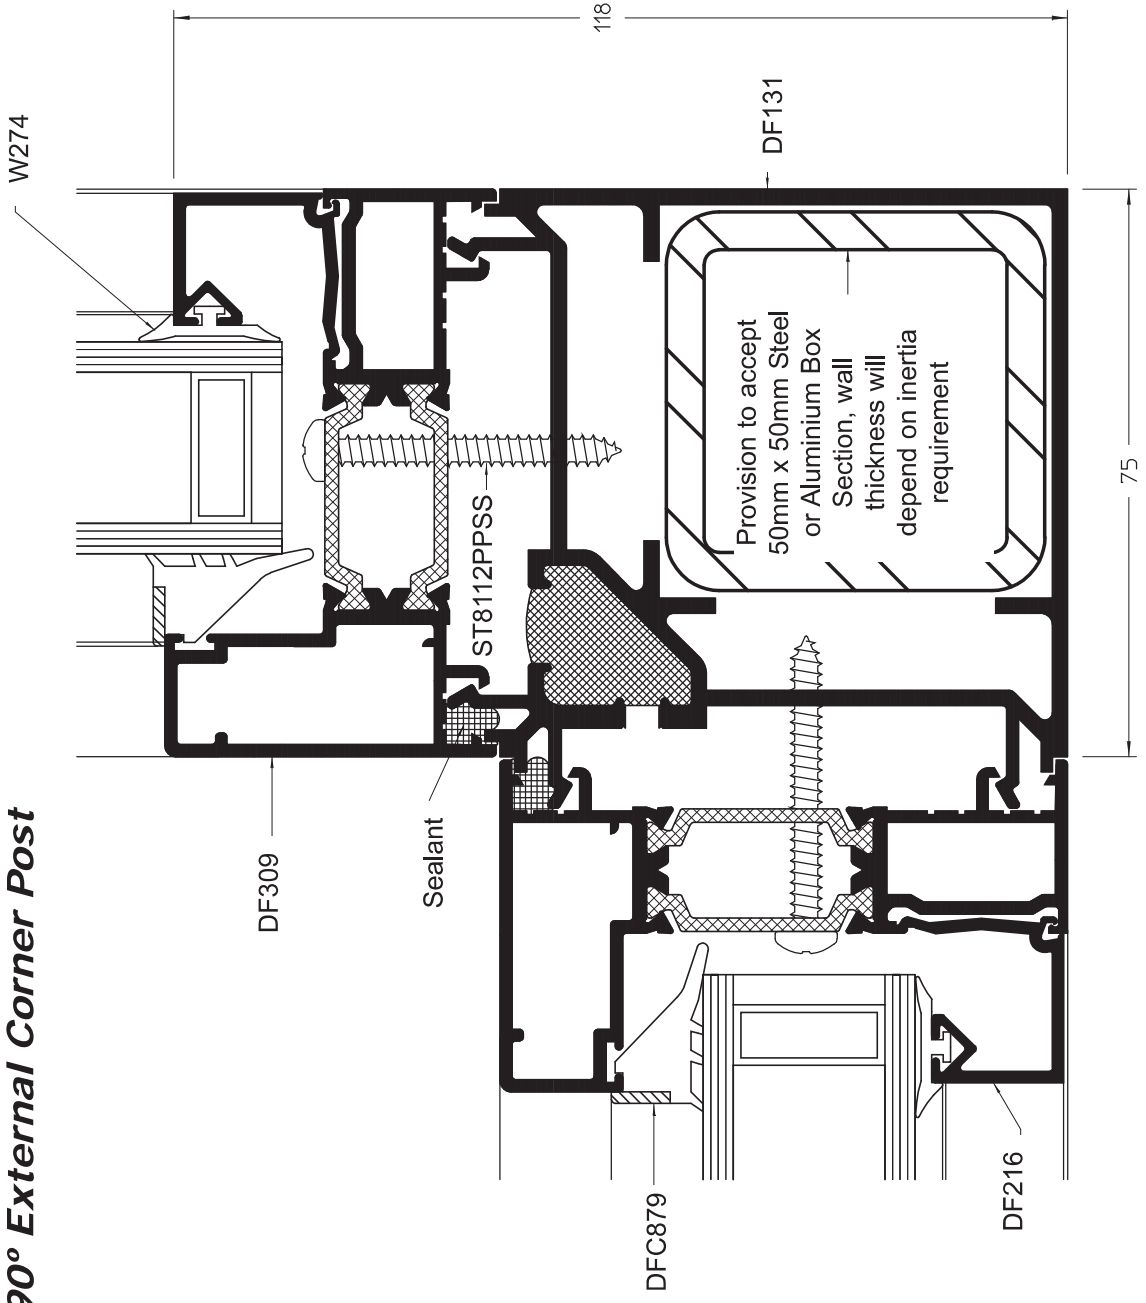 90° External Corner Post
W274
DF309
Sealant
ST8112PPSS
118
DF131
Provision to accept
50mm x 50mm Steel
or Aluminium Box
Section, wall
thickness will
depend on inertia
requirement
75
DFC879
DF216